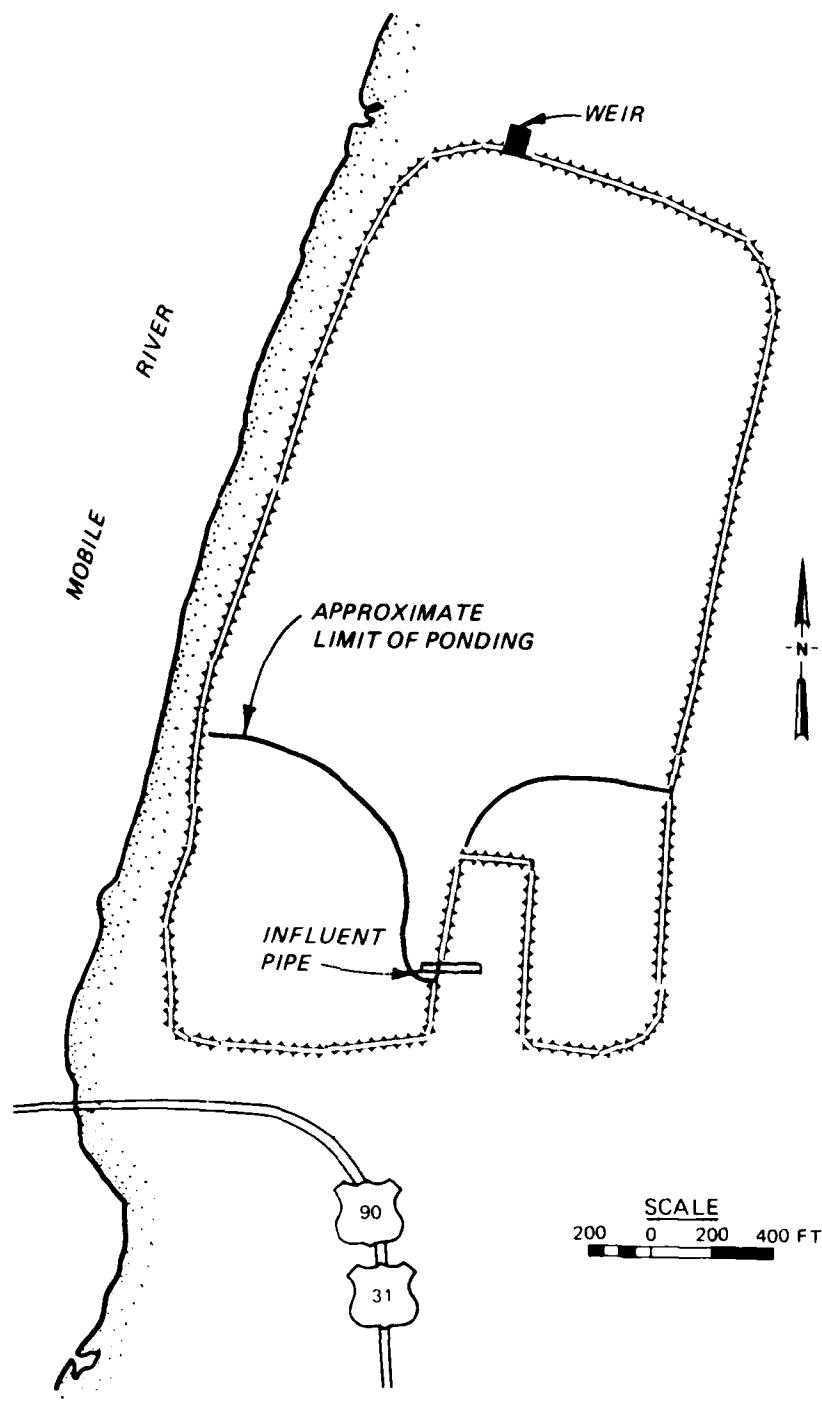 WEIR
RIVER
MOBILE
APPROXIMATE
LIMIT OF PONDING
-N-
INFLUENT
PIPE
90
31
SCALE
200 0 200 400 FT